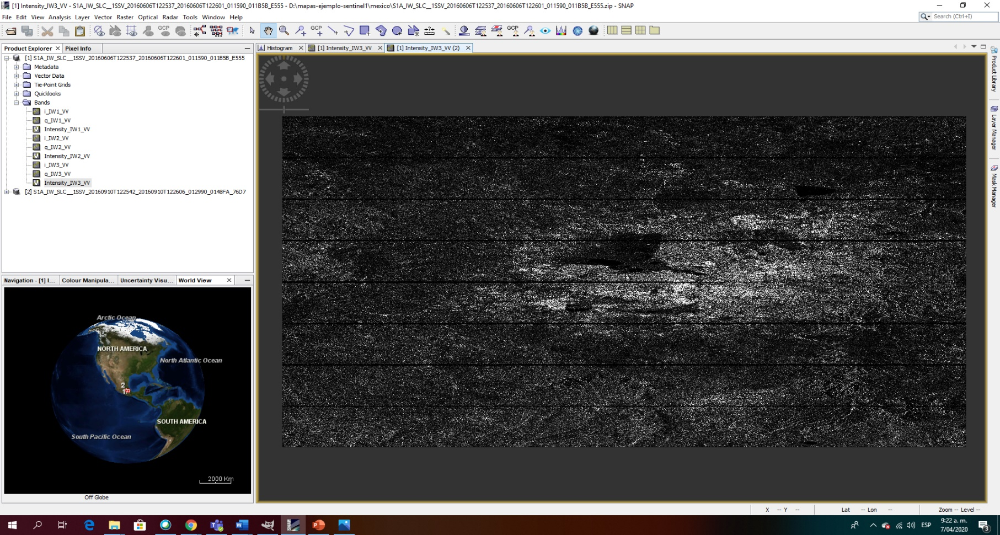 [1] Intensity_IW3_VV - S1A_IW_SLC__1SSV_20160606T122537_20160606T122601_011590_011B5B_E555 - D:\mapas-ejemplo-sentinel1\mexico\S1A_IW_SLC__1SSV_20160606T122537_20160606T122601_011590_011B5B_E555.zip - SNAP
File Edit View Analysis Layer Vector Raster Optical Radar Tools Window Help
Search (Ctrl+I)
GCP GCP GCP
Product Explorer Pixel Info
Histogram [1] Intensity_IW3_VV [1] Intensity_IW3_VV (2)
[1] S1A_IW_SLC__1SSV_20160606T122537_20160606T122601_011590_011B5B_E555
Metadata
Vector Data
Tie-Point Grids
Quicklooks
Bands
i_IW1_VV
q_IW1_VV
Intensity_IW1_VV
i_IW2_VV
q_IW2_VV
Intensity_IW2_VV
i_IW3_VV
q_IW3_VV
Intensity_IW3_VV
[2] S1A_IW_SLC__1SSV_20160910T122542_20160910T122606_012990_0148FA_76D7
Product Library
Layer Manager
Mask Manager
Navigation - [1] I... Colour Manipula... Uncertainty Visu... World View
Arctic Ocean
NORTH AMERICA
North Atlantic Ocean
2
1
SOUTH AMERICA
South Pacific Ocean
2000 Km
Off Globe
X -- Y -- Lat -- Lon -- Zoom -- Level --
SNAP
ESP
9:22 a. m.
7/04/2020
3